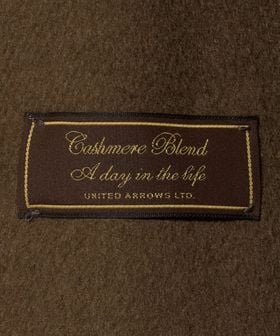 Cashmere Blend
A day in the life
UNITED ARROWS LTD.